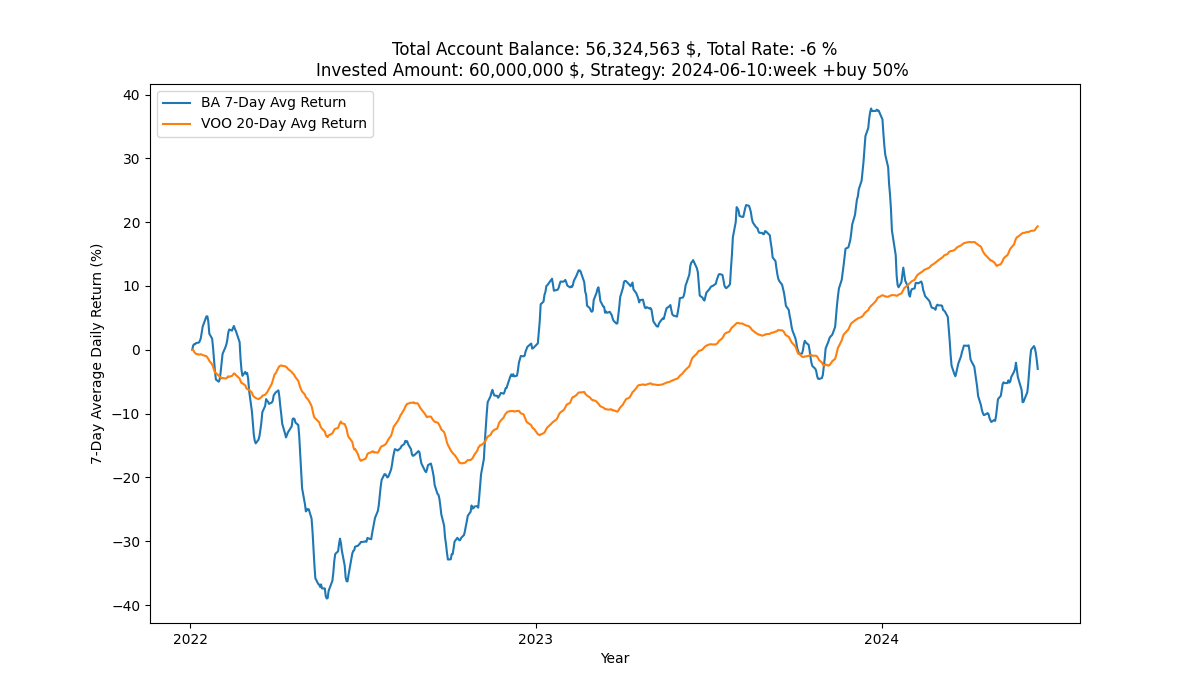 Total Account Balance: 56,324,563 $, Total Rate: -6 %
Invested Amount: 60,000,000 $, Strategy: 2024-06-10:week +buy 50%
BA 7-Day Avg Return
VOO 20-Day Avg Return
7-Day Average Daily Return (%)
40
30
20
10
0
−10
−20
−30
−40
2022
2023
2024
Year